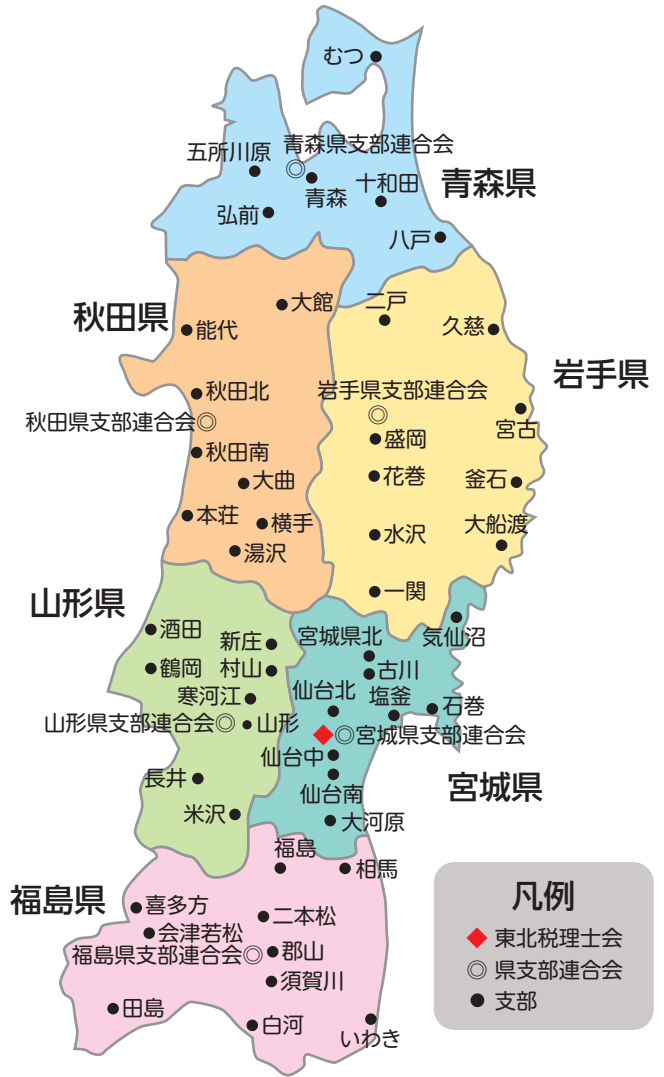 むつ
五所川原
青森県支部連合会
青森
十和田
弘前
八戸
青森県
秋田県
大館
能代
秋田北
秋田県支部連合会
秋田南
大曲
本荘
横手
湯沢
二戸
久慈
岩手県
岩手県支部連合会
盛岡
宮古
花巻
釜石
水沢
大船渡
一関
山形県
酒田
新庄
鶴岡
村山
寒河江
山形県支部連合会
山形
長井
米沢
宮城県北
気仙沼
古川
仙台北
塩釜
石巻
宮城県支部連合会
仙台中
仙台南
大河原
宮城県
福島県
福島
相馬
喜多方
二本松
会津若松
福島県支部連合会
郡山
須賀川
田島
白河
いわき
凡例
東北税理士会
県支部連合会
支部